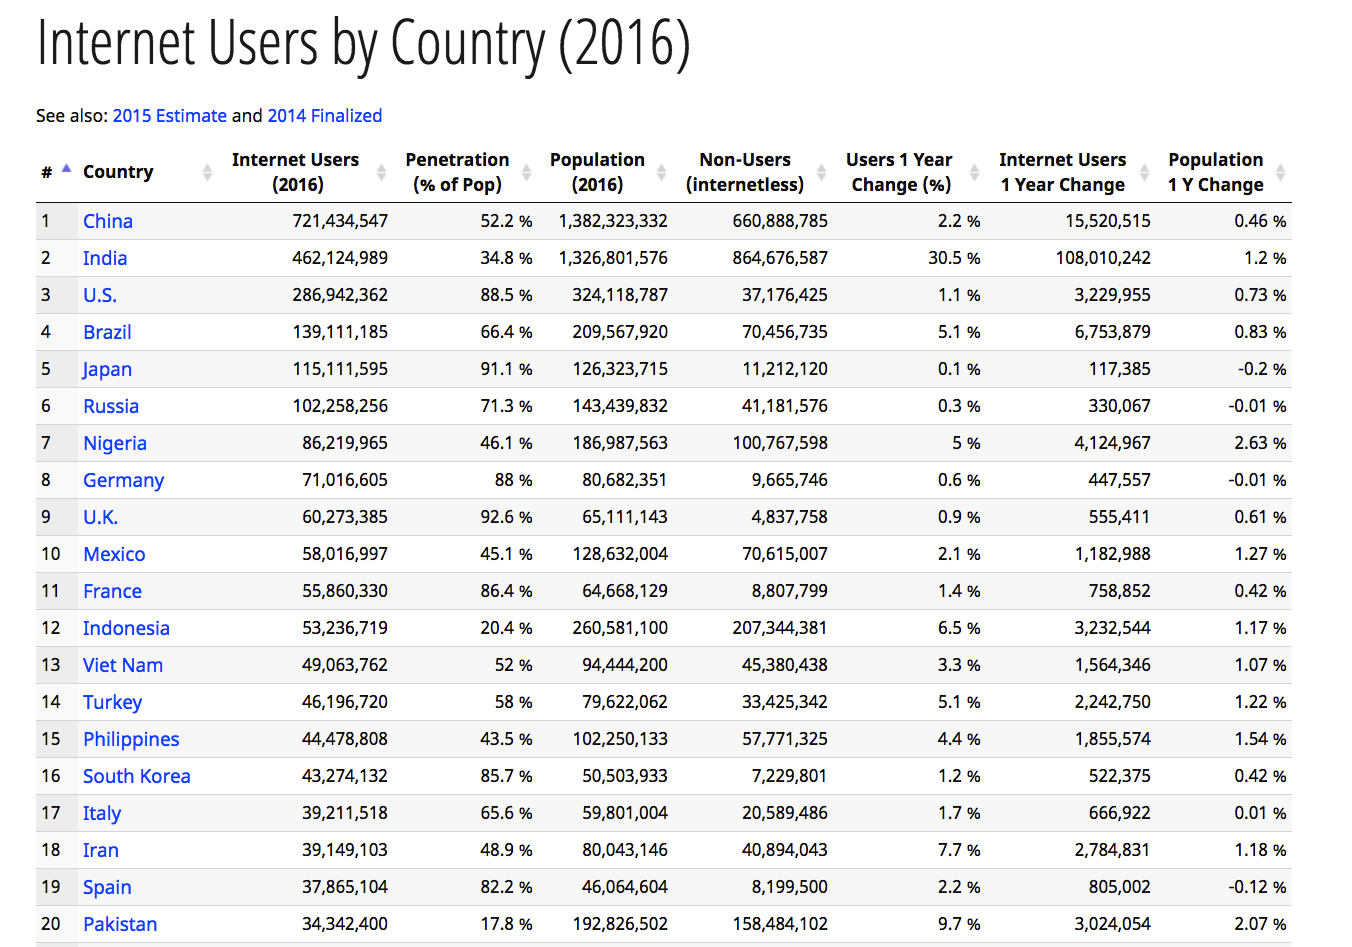 Internet Users by Country (2016)
See also: 2015 Estimate and 2014 Finalized
# Country Internet Users (2016) Penetration (% of Pop) Population (2016) Non-Users (internetless) Users 1 Year Change (%) Internet Users 1 Year Change Population 1 Y Change
1 China 721,434,547 52.2 % 1,382,323,332 660,888,785 2.2 % 15,520,515 0.46 %
2 India 462,124,989 34.8 % 1,326,801,576 864,676,587 30.5 % 108,010,242 1.2 %
3 U.S. 286,942,362 88.5 % 324,118,787 37,176,425 1.1 % 3,229,955 0.73 %
4 Brazil 139,111,185 66.4 % 209,567,920 70,456,735 5.1 % 6,753,879 0.83 %
5 Japan 115,111,595 91.1 % 126,323,715 11,212,120 0.1 % 117,385 -0.2 %
6 Russia 102,258,256 71.3 % 143,439,832 41,181,576 0.3 % 330,067 -0.01 %
7 Nigeria 86,219,965 46.1 % 186,987,563 100,767,598 5 % 4,124,967 2.63 %
8 Germany 71,016,605 88 % 80,682,351 9,665,746 0.6 % 447,557 -0.01 %
9 U.K. 60,273,385 92.6 % 65,111,143 4,837,758 0.9 % 555,411 0.61 %
10 Mexico 58,016,997 45.1 % 128,632,004 70,615,007 2.1 % 1,182,988 1.27 %
11 France 55,860,330 86.4 % 64,668,129 8,807,799 1.4 % 758,852 0.42 %
12 Indonesia 53,236,719 20.4 % 260,581,100 207,344,381 6.5 % 3,232,544 1.17 %
13 Viet Nam 49,063,762 52 % 94,444,200 45,380,438 3.3 % 1,564,346 1.07 %
14 Turkey 46,196,720 58 % 79,622,062 33,425,342 5.1 % 2,242,750 1.22 %
15 Philippines 44,478,808 43.5 % 102,250,133 57,771,325 4.4 % 1,855,574 1.54 %
16 South Korea 43,274,132 85.7 % 50,503,933 7,229,801 1.2 % 522,375 0.42 %
17 Italy 39,211,518 65.6 % 59,801,004 20,589,486 1.7 % 666,922 0.01 %
18 Iran 39,149,103 48.9 % 80,043,146 40,894,043 7.7 % 2,784,831 1.18 %
19 Spain 37,865,104 82.2 % 46,064,604 8,199,500 2.2 % 805,002 -0.12 %
20 Pakistan 34,342,400 17.8 % 192,826,502 158,484,102 9.7 % 3,024,054 2.07 %